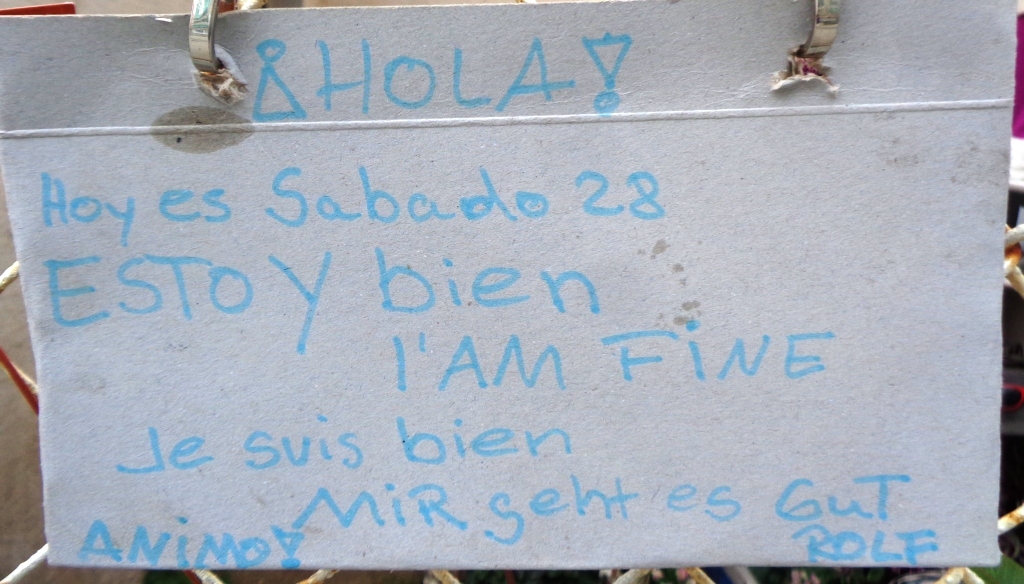 ¡HOLA!
Hoy es Sabado 28
ESTOY bien
I'AM FINE
Je suis bien
MiR geht es GuT
ANiMO! ROLF